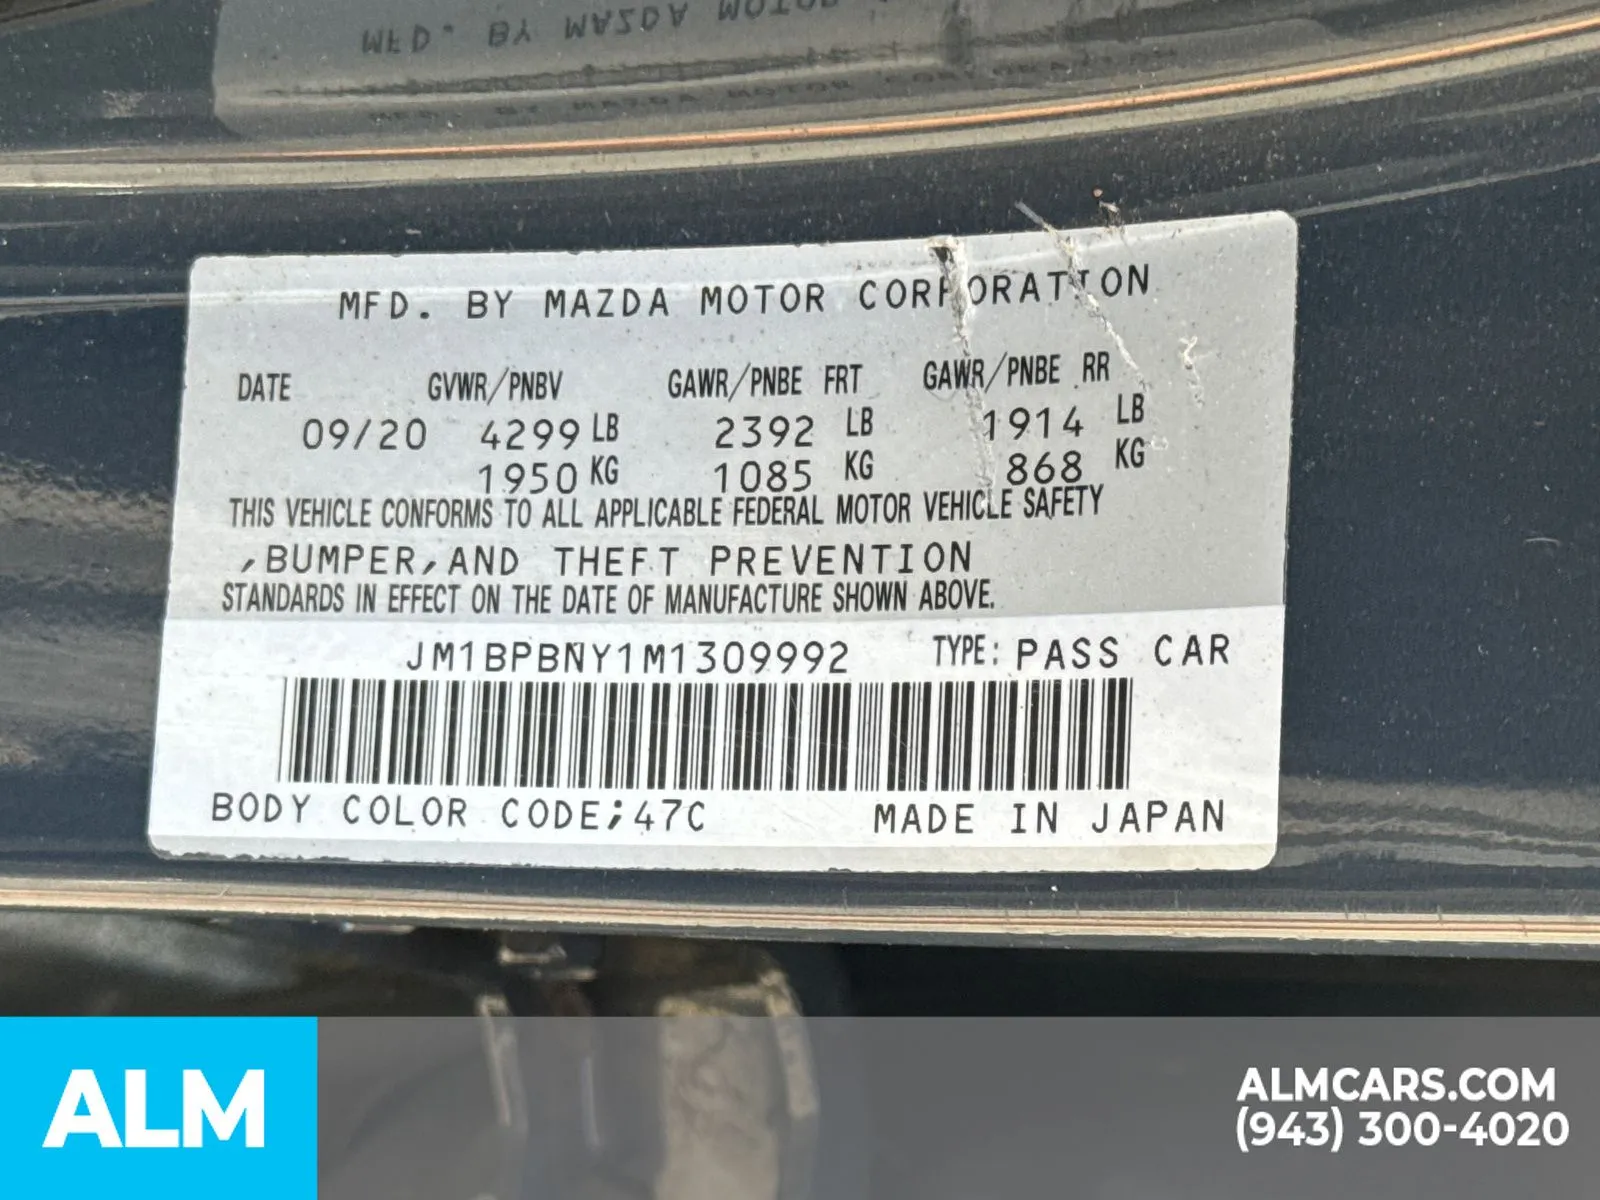 MFD. BY MAZDA MOTOR CORPORATION
DATE GVWR/PNBV GAWR/PNBE FRT GAWR/PNBE RR
09/20 4299 LB 2392 LB 1914 LB
1950 KG 1085 KG 868 KG
THIS VEHICLE CONFORMS TO ALL APPLICABLE FEDERAL MOTOR VEHICLE SAFETY
,BUMPER,AND THEFT PREVENTION
STANDARDS IN EFFECT ON THE DATE OF MANUFACTURE SHOWN ABOVE.
JM1BPBNY1M1309992 TYPE: PASS CAR
BODY COLOR CODE;47C MADE IN JAPAN
ALM
ALMCARS.COM
(943) 300-4020